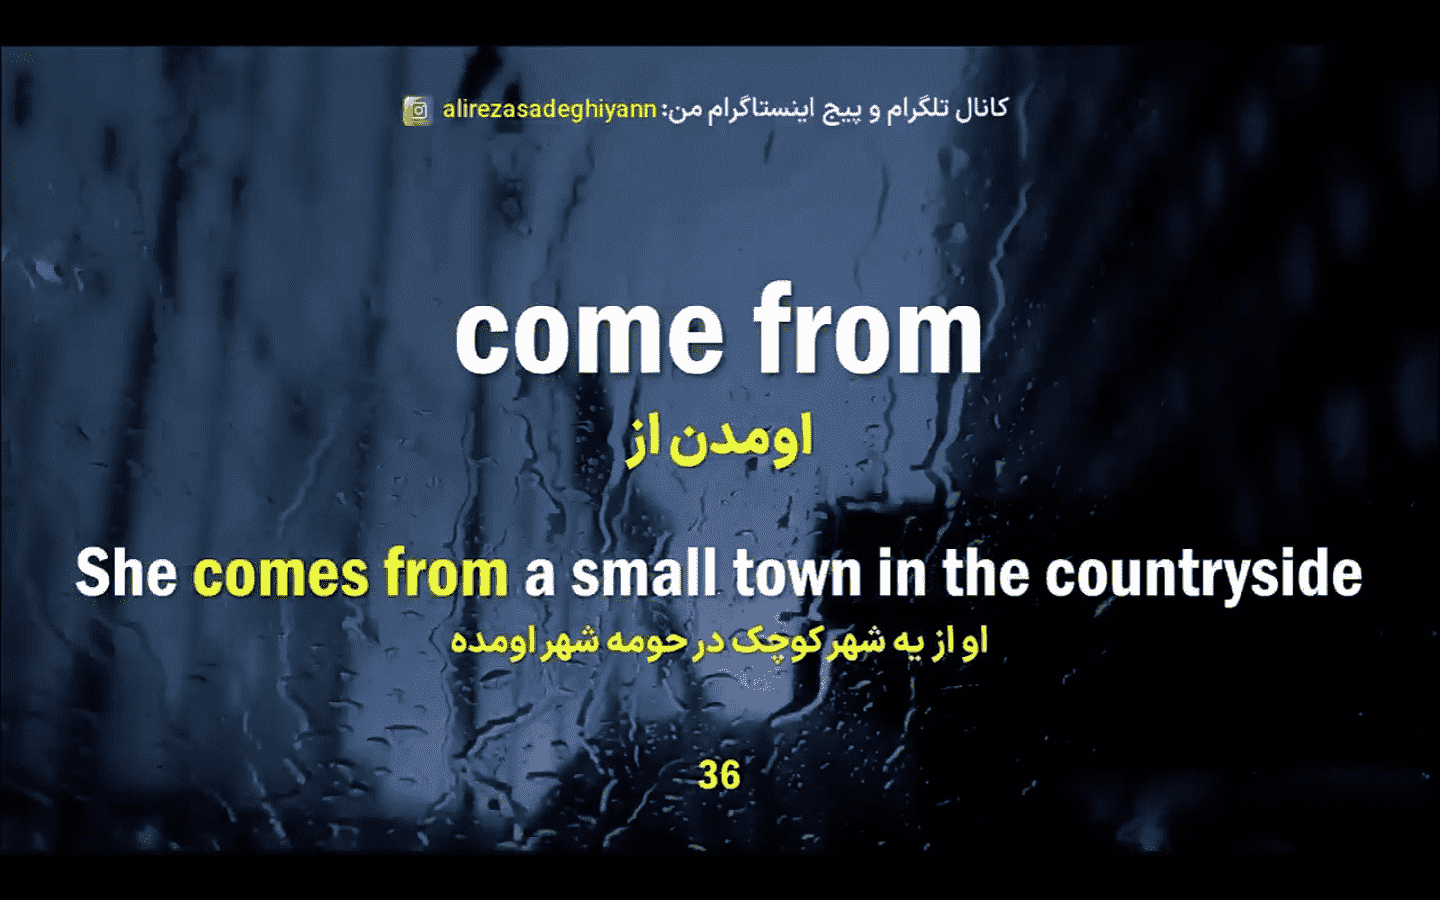 کانال تلگرام و پیج اینستاگرام من: alirezasadeghiyann
come from
اومدن از
She comes from a small town in the countryside
او از یه شهر کوچک در حومه شهر اومده
36